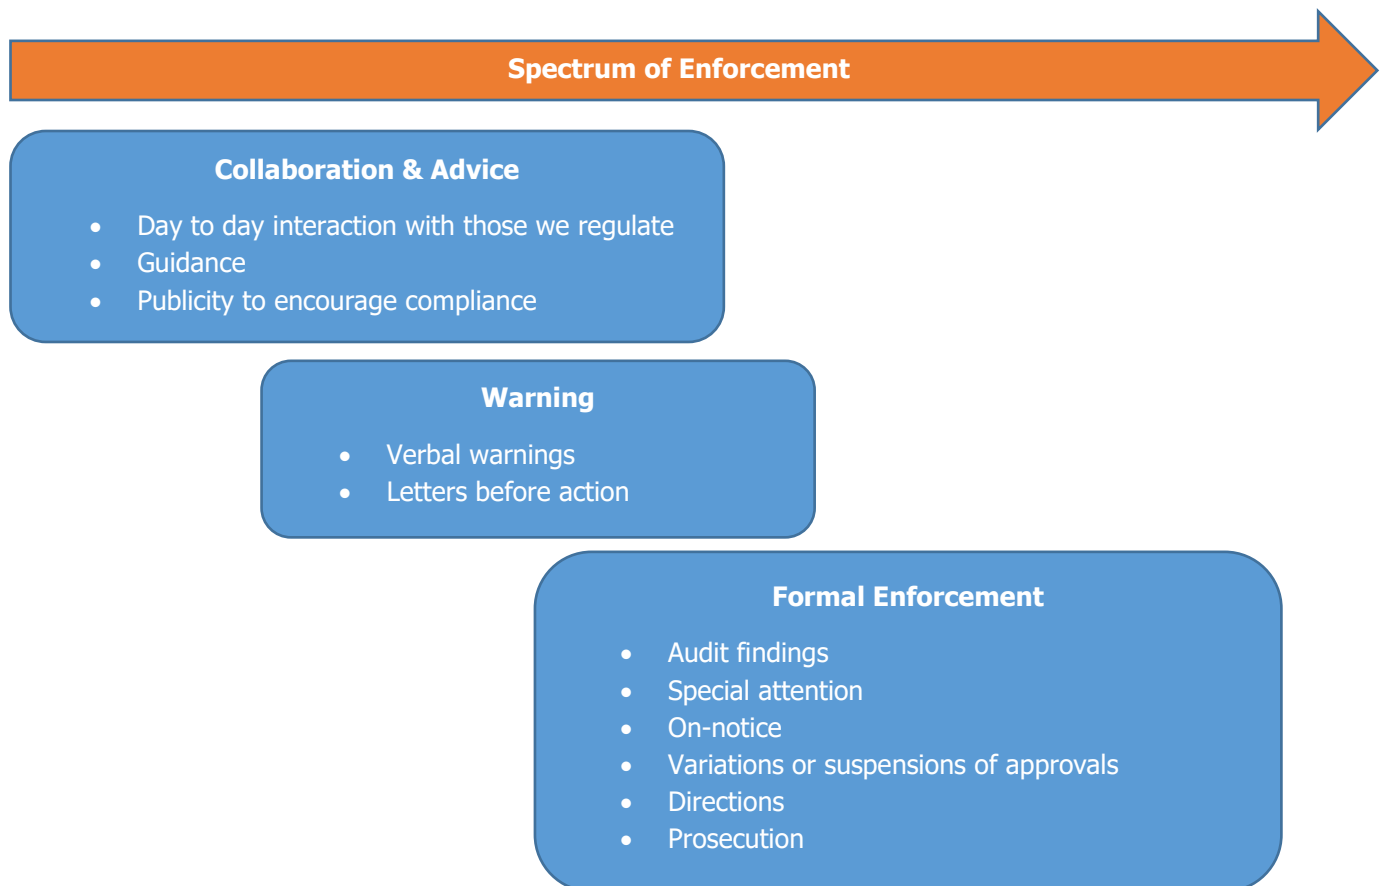 Spectrum of Enforcement
Collaboration & Advice
• Day to day interaction with those we regulate
• Guidance
• Publicity to encourage compliance
Warning
• Verbal warnings
• Letters before action
Formal Enforcement
• Audit findings
• Special attention
• On-notice
• Variations or suspensions of approvals
• Directions
• Prosecution